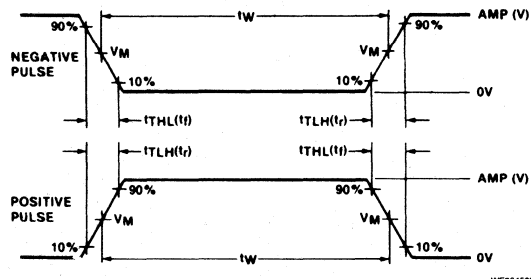 tW
AMP (V)
90%
90%
NEGATIVE
PULSE
VM
VM
10%
10%
0V
tTHL(tf)
tTLH(tr)
tTLH(tr)
tTHL(tf)
AMP (V)
POSITIVE
PULSE
90%
90%
VM
VM
10%
10%
tW
0V